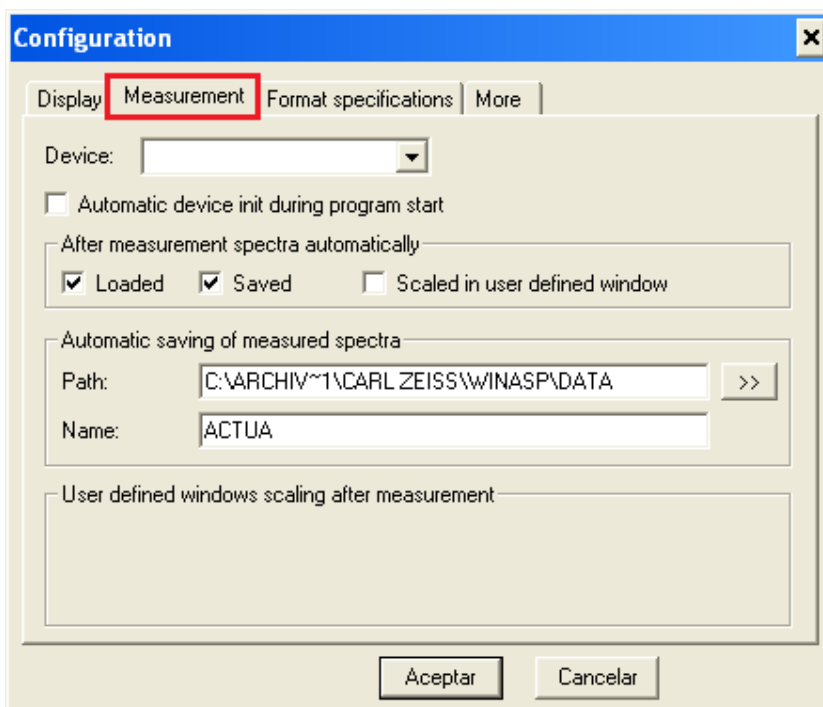 Configuration
Display Measurement Format specifications More
Device:
Automatic device init during program start
After measurement spectra automatically
Loaded Saved Scaled in user defined window
Automatic saving of measured spectra
Path: C:\ARCHIV~1\CARL ZEISS\WINASP\DATA >>
Name: ACTUA
User defined windows scaling after measurement
Aceptar Cancelar